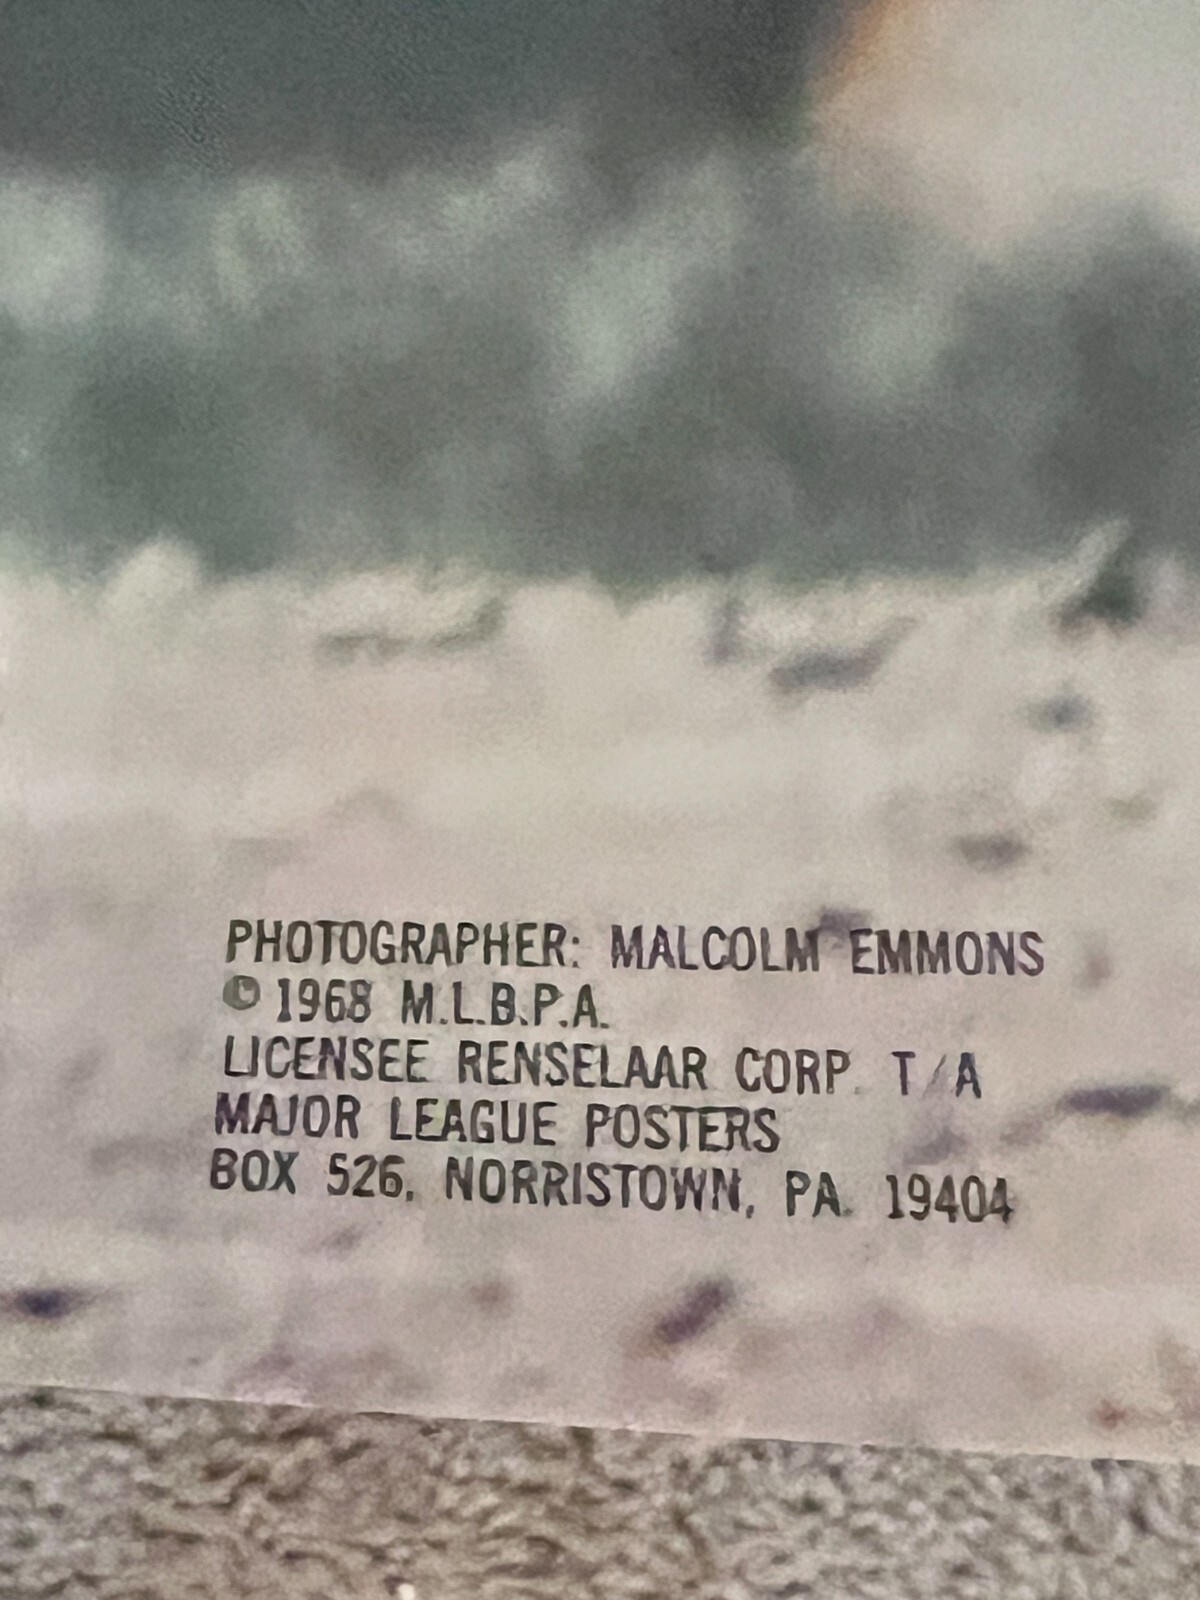 PHOTOGRAPHER: MALCOLM EMMONS
© 1968 M.L.B.P.A.
LICENSEE RENSELAAR CORP. T/A
MAJOR LEAGUE POSTERS
BOX 526, NORRISTOWN, PA. 19404